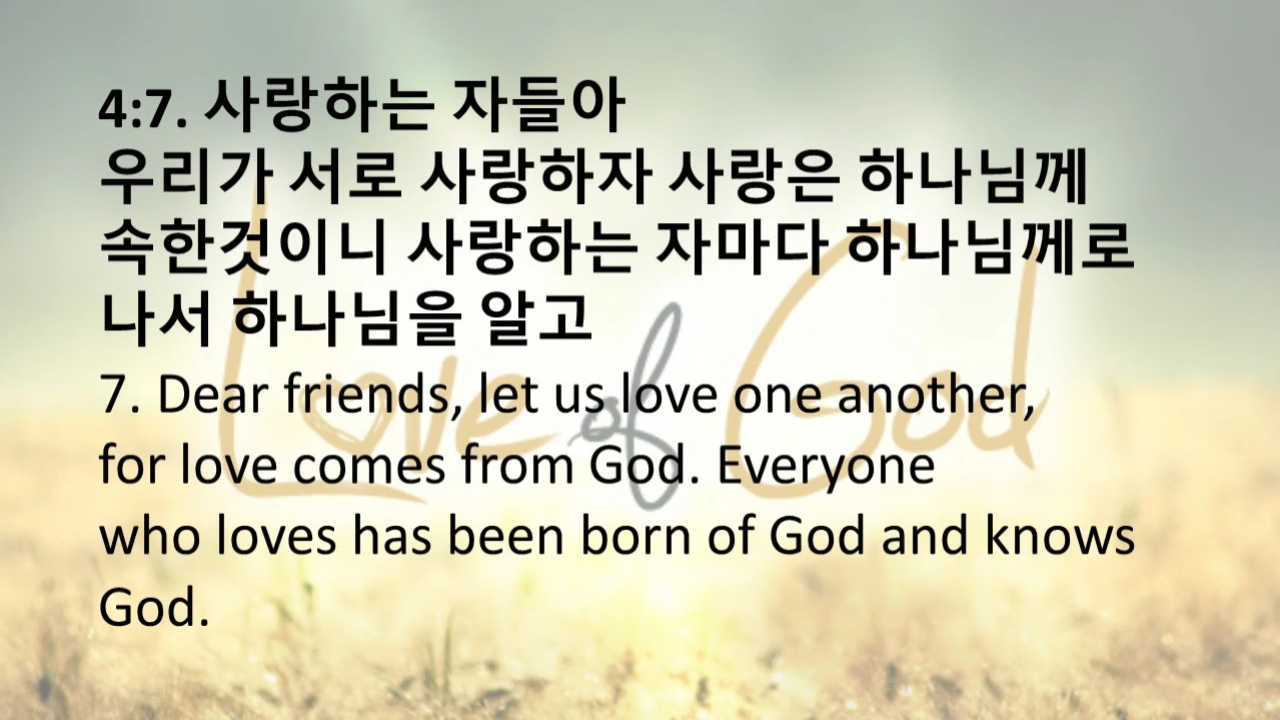 4:7. 사랑하는 자들아
우리가 서로 사랑하자 사랑은 하나님께
속한것이니 사랑하는 자마다 하나님께로
나서 하나님을 알고
7. Dear friends, let us love one another,
for love comes from God. Everyone
who loves has been born of God and knows
God.
Love of God